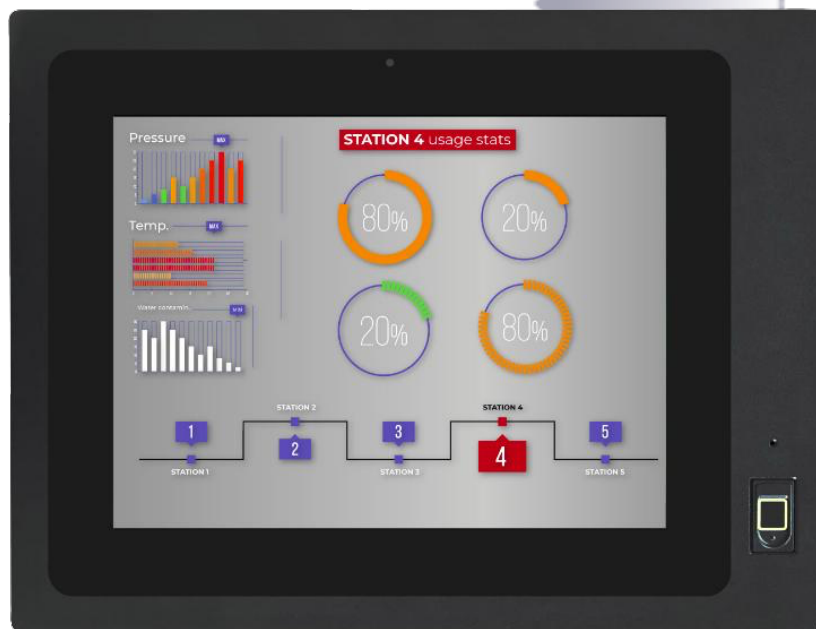 Pressure
STATION 4 usage stats
80%
20%
Temp.
MAX
Water contamin...
MIN
20%
80%
STATION 2
STATION 4
1
3
5
2
4
STATION 1
STATION 3
STATION 5